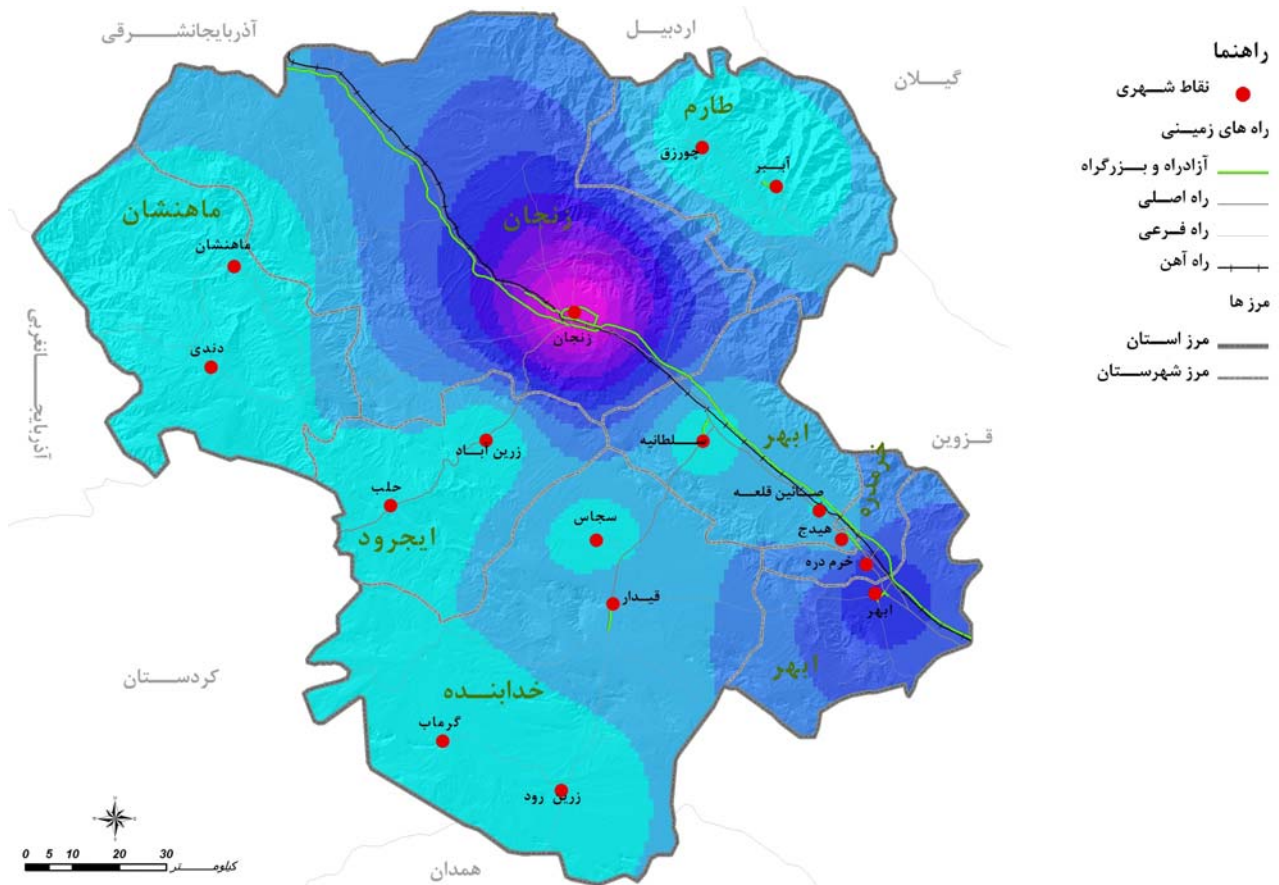 آذربایجانشرقی
اردبیل
گیلان
قزوین
همدان
کردستان
آذربایجانغربی
طارم
چورزق
آببر
زنجان
زنجان
ماهنشان
ماهنشان
دندی
زرین آباد
حلب
ایجرود
سلطانیه
ابهر
خرمدره
صائین قلعه
هیدج
خرم دره
ابهر
ابهر
سجاس
قیدار
خدابنده
گرماب
زرین رود
راهنما
نقاط شهری
راه های زمینی
آزادراه و بزرگراه
راه اصلی
راه فرعی
راه آهن
مرز ها
مرز استان
مرز شهرستان
0 5 10 20 30 کیلومتر